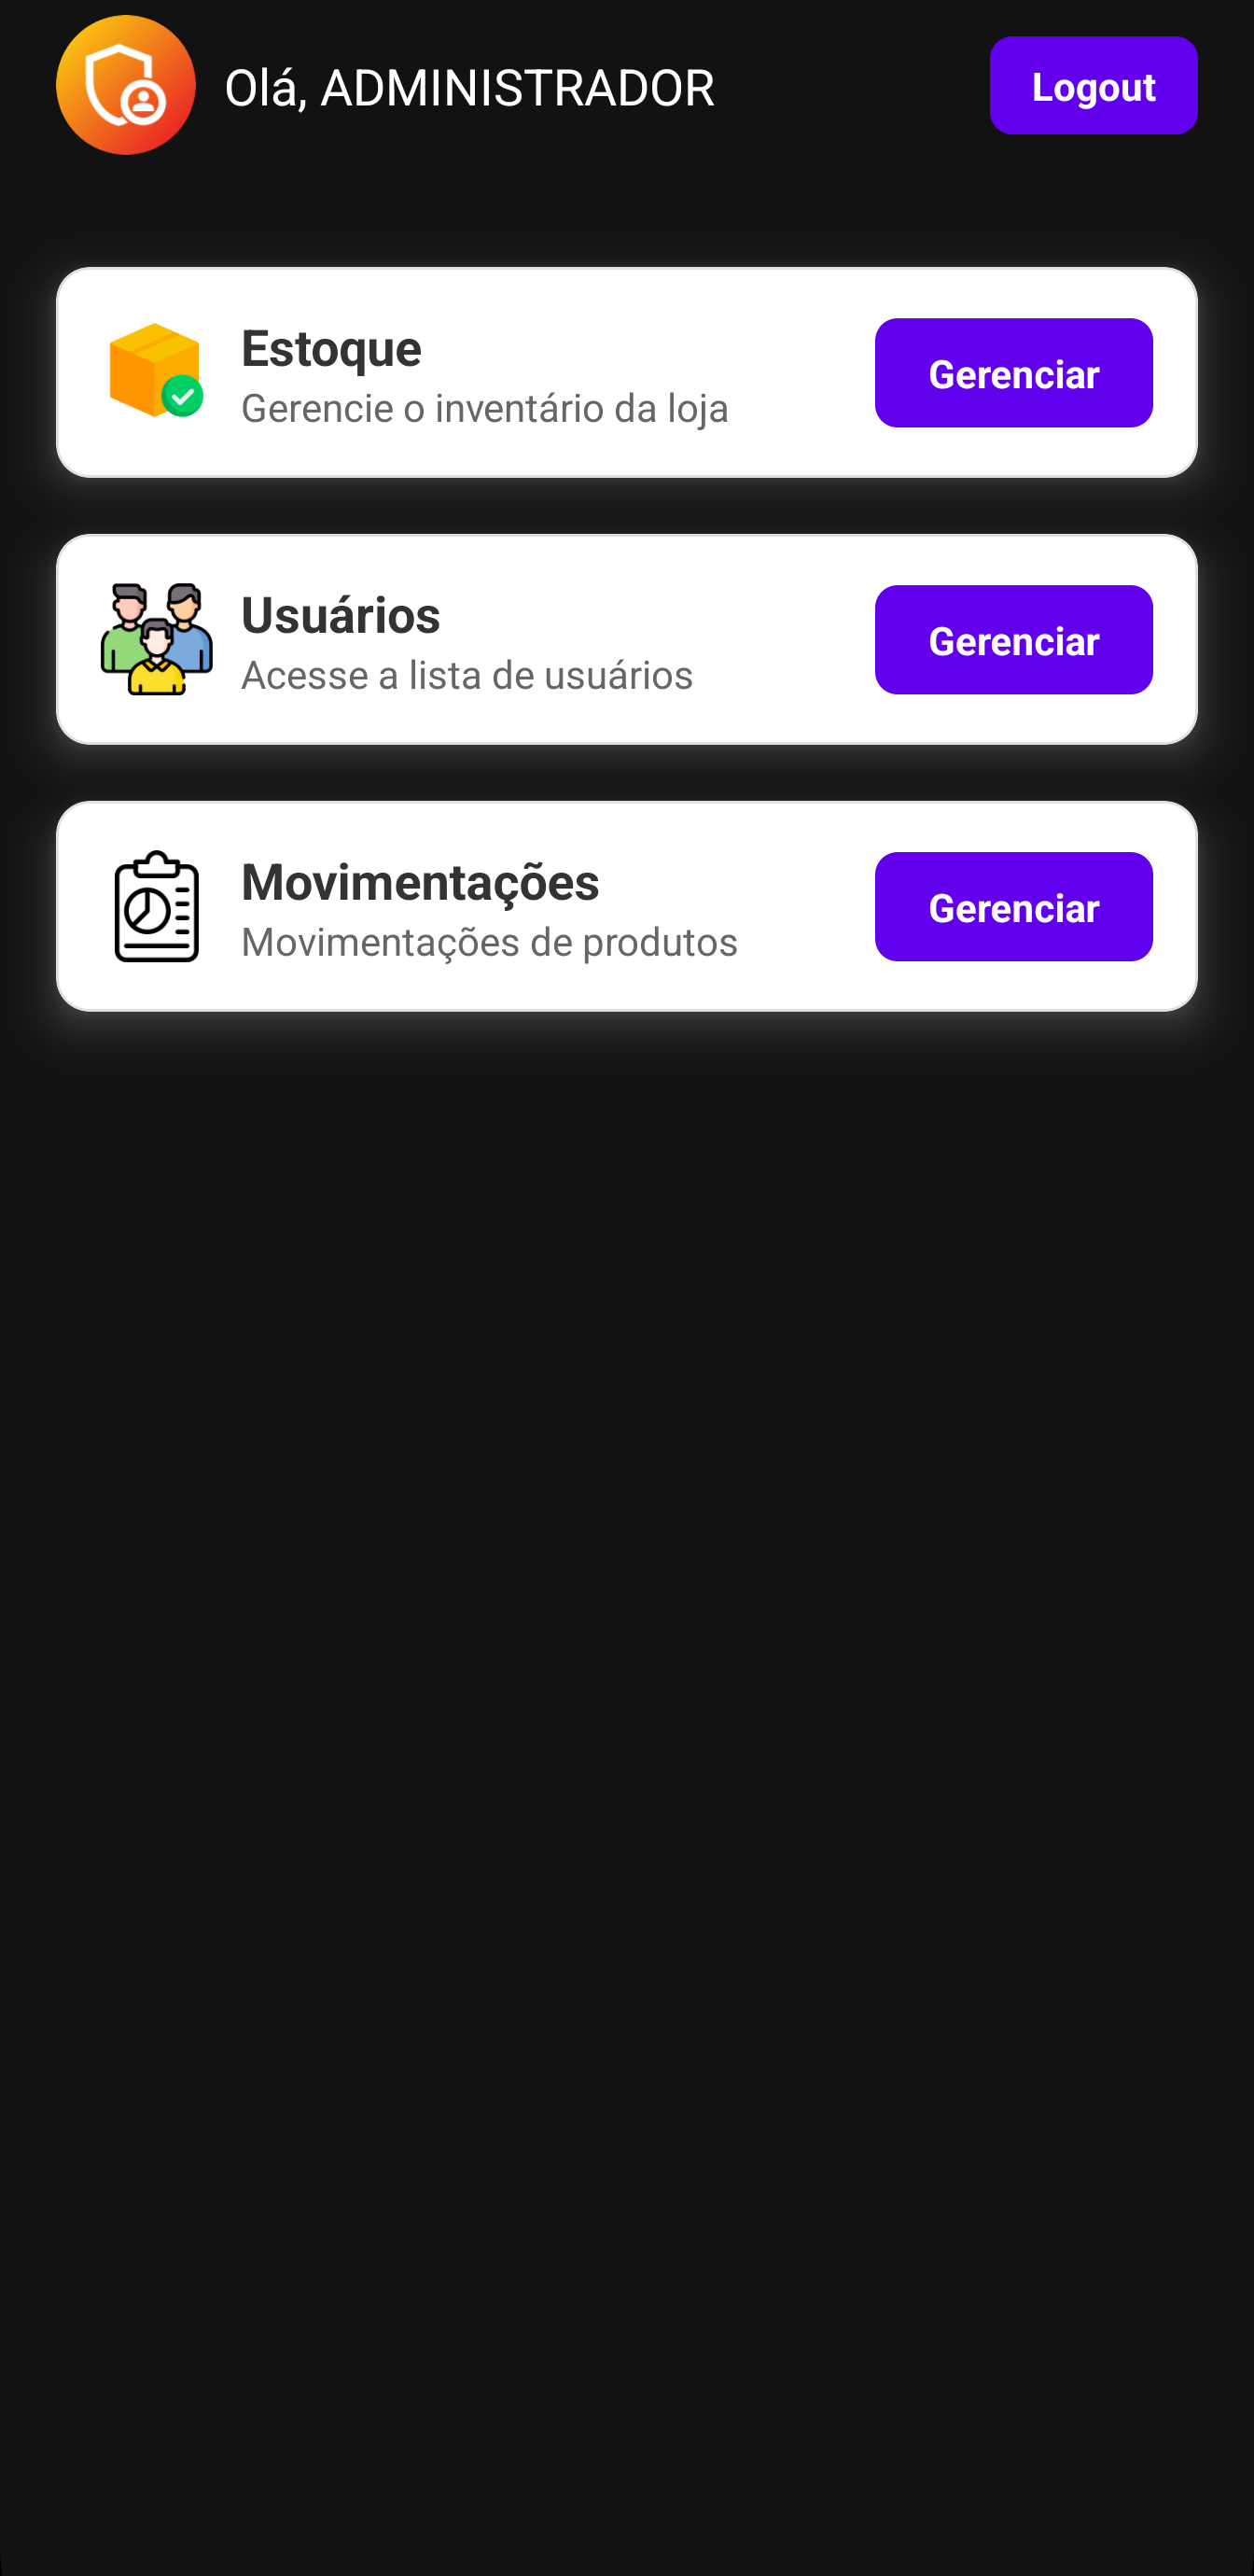 Olá, ADMINISTRADOR
Logout
Estoque
Gerencie o inventário da loja
Gerenciar
Usuários
Acesse a lista de usuários
Gerenciar
Movimentações
Movimentações de produtos
Gerenciar